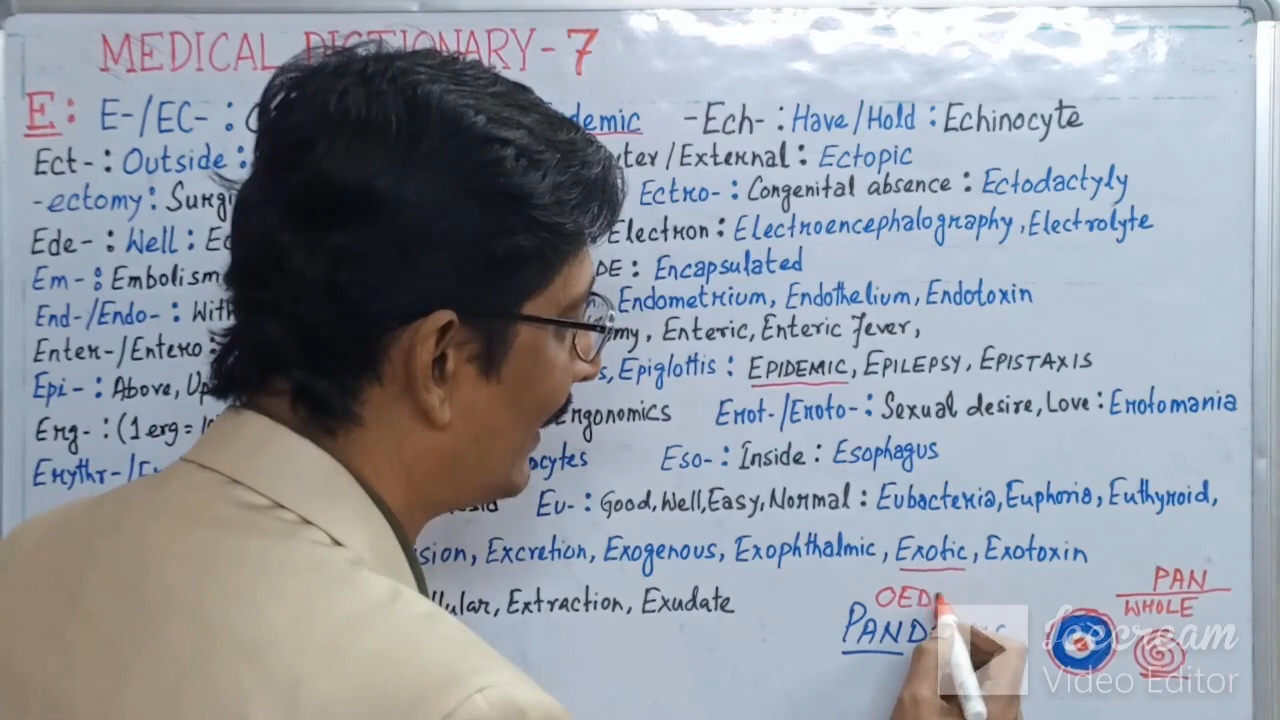 MEDICAL DICTIONARY-7
E: E-/EC-: demic -Ech-: Have/Hold: Echinocyte
Ect-: Outside: /External: Ectopic
-ectomy: Ectro-: Congenital absence: Ectodactyly
Ede-: Well: Electron: Electroencephalography, Electrolyte
Em-: Embolism DE: Encapsulated
End-/Endo-: Endometrium, Endothelium, Endotoxin
Enter-/Entero: my, Enteric, Enteric Fever,
Epi-: Above, Up s, Epiglottis: EPIDEMIC, EPILEPSY, EPISTAXIS
Erg-: (1 erg= Ergonomics Erot-/Eroto-: Sexual desire, Love: Erotomania
Erythr-/E ocytes Eso-: Inside: Esophagus
Eu-: Good, Well, Easy, Normal: Eubacteria, Euphoria, Euthyroid,
sion, Excretion, Exogenous, Exophthalmic, Exotic, Exotoxin
llular, Extraction, Exudate
OED
PAND
PAN
WHOLE
Icecream
Video Editor